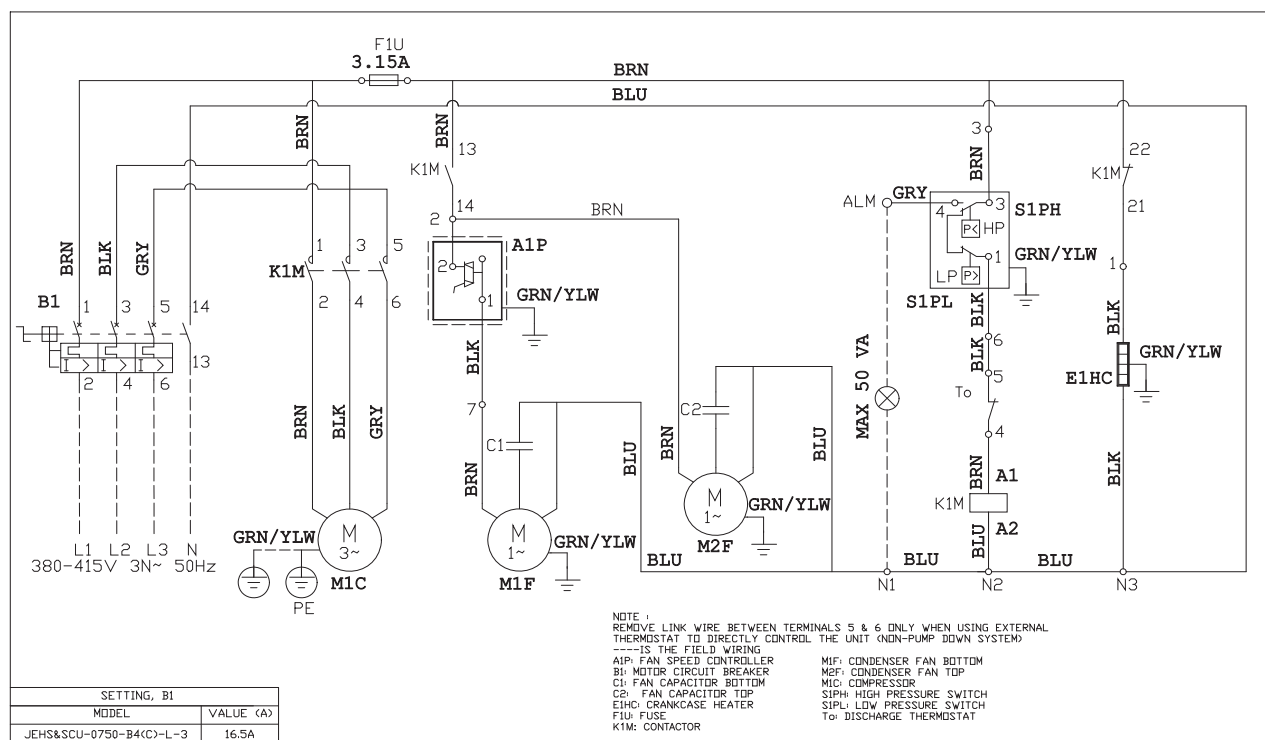 F1U
3.15A
BRN
BLU
BRN
BRN
13
K1M
14
2
BRN
3
BRN
22
K1M
21
ALM
GRY
4
3
S1PH
P<
HP
1
GRN/YLW
LP
P>
S1PL
BLK
6
BLK
5
To
4
BRN
A1
K1M
A2
BLU
1
BLK
GRN/YLW
E1HC
BLK
MAX 50 VA
BRN
BLK
GRY
B1
1
3
5
14
I >
I >
I >
13
2
4
6
1
3
5
K1M
2
4
6
A1P
2
1
GRN/YLW
BLK
7
C1
BRN
BLU
C2
BRN
BLU
BRN
BLK
GRY
M
3~
GRN/YLW
M1C
PE
M
1~
GRN/YLW
M1F
M
1~
GRN/YLW
M2F
L1
L2
L3
N
380-415V 3N~ 50Hz
BLU
BLU
BLU
N1
N2
N3
NOTE :
REMOVE LINK WIRE BETWEEN TERMINALS 5 & 6 ONLY WHEN USING EXTERNAL
THERMOSTAT TO DIRECTLY CONTROL THE UNIT (NON-PUMP DOWN SYSTEM)
----IS THE FIELD WIRING
A1P: FAN SPEED CONTROLLER
B1: MOTOR CIRCUIT BREAKER
C1: FAN CAPACITOR BOTTOM
C2: FAN CAPACITOR TOP
E1HC: CRANKCASE HEATER
F1U: FUSE
K1M: CONTACTOR
M1F: CONDENSER FAN BOTTOM
M2F: CONDENSER FAN TOP
M1C: COMPRESSOR
S1PH: HIGH PRESSURE SWITCH
S1PL: LOW PRESSURE SWITCH
To: DISCHARGE THERMOSTAT
SETTING, B1
MODEL VALUE (A)
JEHS&SCU-0750-B4(C)-L-3 16.5A